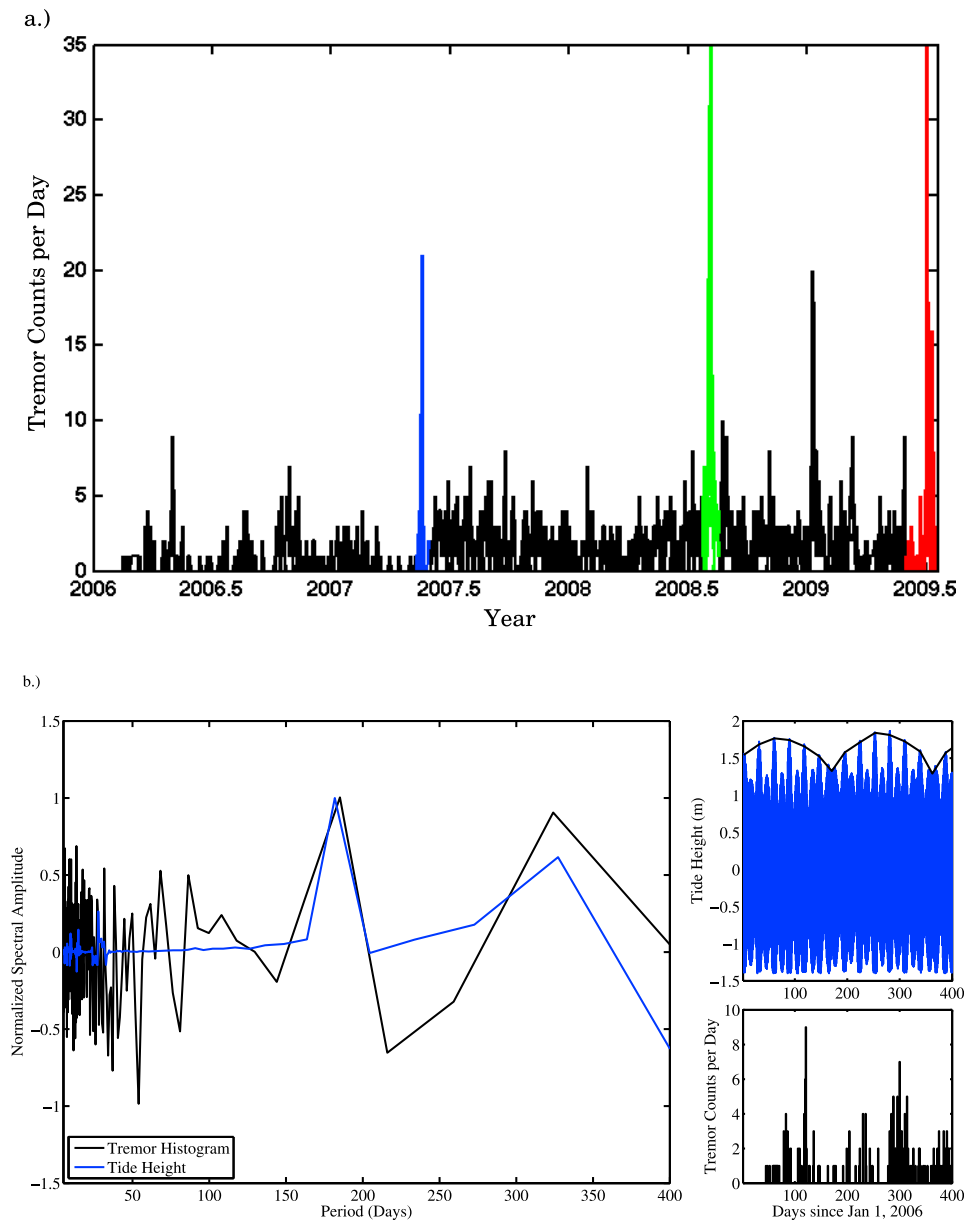 a.)
35
30
25
20
15
10
5
0
Tremor Counts per Day
2006 2006.5 2007 2007.5 2008 2008.5 2009 2009.5
Year
b.)
1.5
1
0.5
0
−0.5
−1
−1.5
Normalized Spectral Amplitude
Tremor Histogram
Tide Height
50 100 150 200 250 300 350 400
Period (Days)
2
1.5
1
0.5
0
−0.5
−1
−1.5
Tide Height (m)
100 200 300 400
10
8
6
4
2
0
Tremor Counts per Day
100 200 300 400
Days since Jan 1, 2006